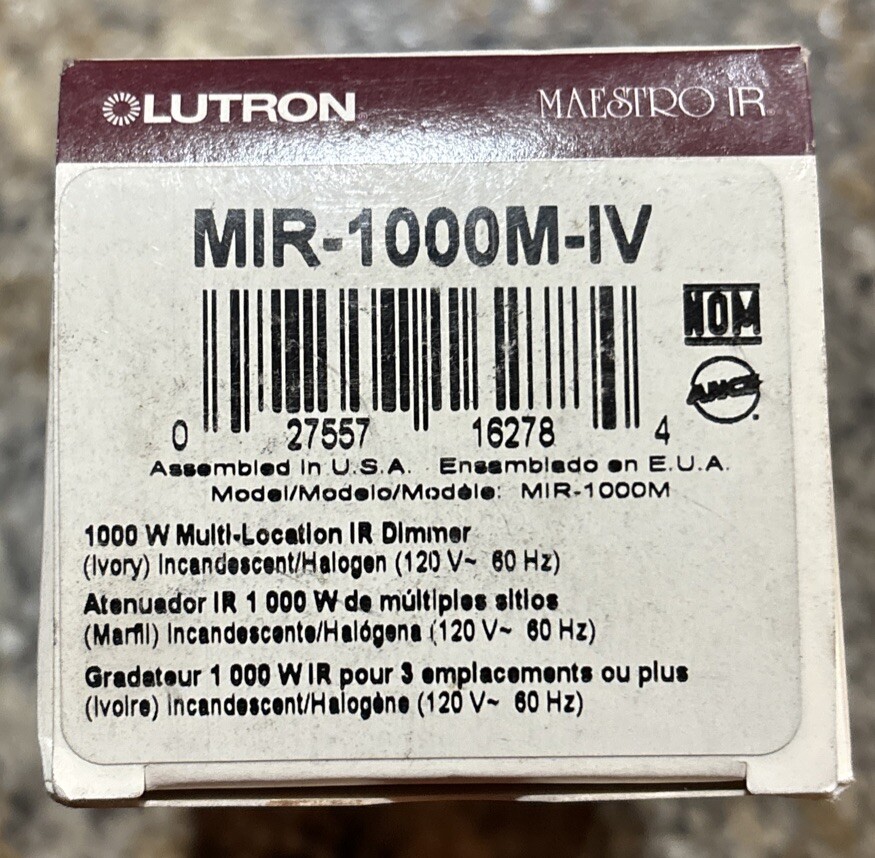 LUTRON MAESTRO IR
MIR-1000M-IV
NOM
ANCE
0 27557 16278 4
Assembled in U.S.A. Ensamblado en E.U.A.
Model/Modelo/Modèle: MIR-1000M
1000 W Multi-Location IR Dimmer
(Ivory) Incandescent/Halogen (120 V~ 60 Hz)
Atenuador IR 1 000 W de múltiples sitios
(Marfil) Incandescente/Halógena (120 V~ 60 Hz)
Gradateur 1 000 W IR pour 3 emplacements ou plus
(Ivoire) Incandescent/Halogène (120 V~ 60 Hz)